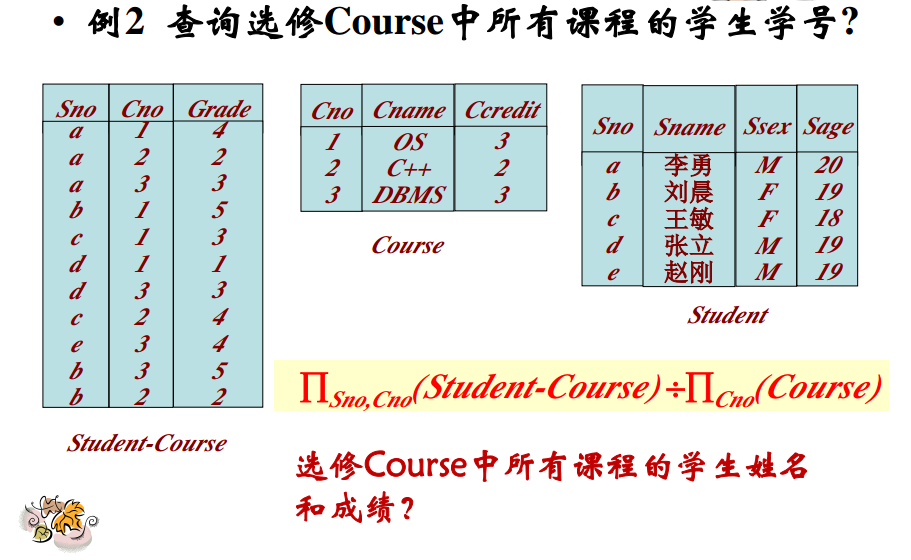 • 例2 查询选修Course中所有课程的学生学号?
Sno Cno Grade
a 1 4
a 2 2
a 3 3
b 1 5
c 1 3
d 1 1
d 3 3
c 2 4
e 3 4
b 3 5
b 2 2
Student-Course
Cno Cname Ccredit
1 OS 3
2 C++ 2
3 DBMS 3
Course
Sno Sname Ssex Sage
a 李勇 M 20
b 刘晨 F 19
c 王敏 F 18
d 张立 M 19
e 赵刚 M 19
Student
∏Sno,Cno(Student-Course)÷∏Cno(Course)
选修Course中所有课程的学生姓名
和成绩？